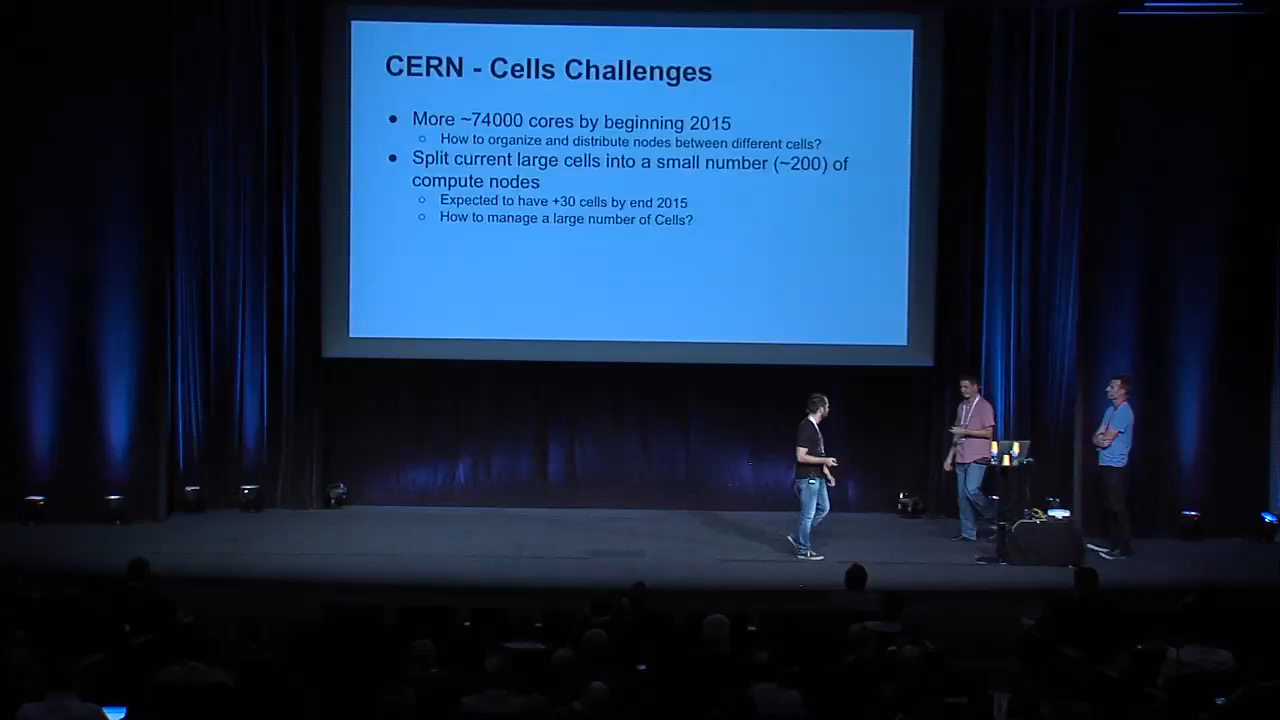 CERN - Cells Challenges
● More ~74000 cores by beginning 2015
○ How to organize and distribute nodes between different cells?
● Split current large cells into a small number (~200) of
compute nodes
○ Expected to have +30 cells by end 2015
○ How to manage a large number of Cells?